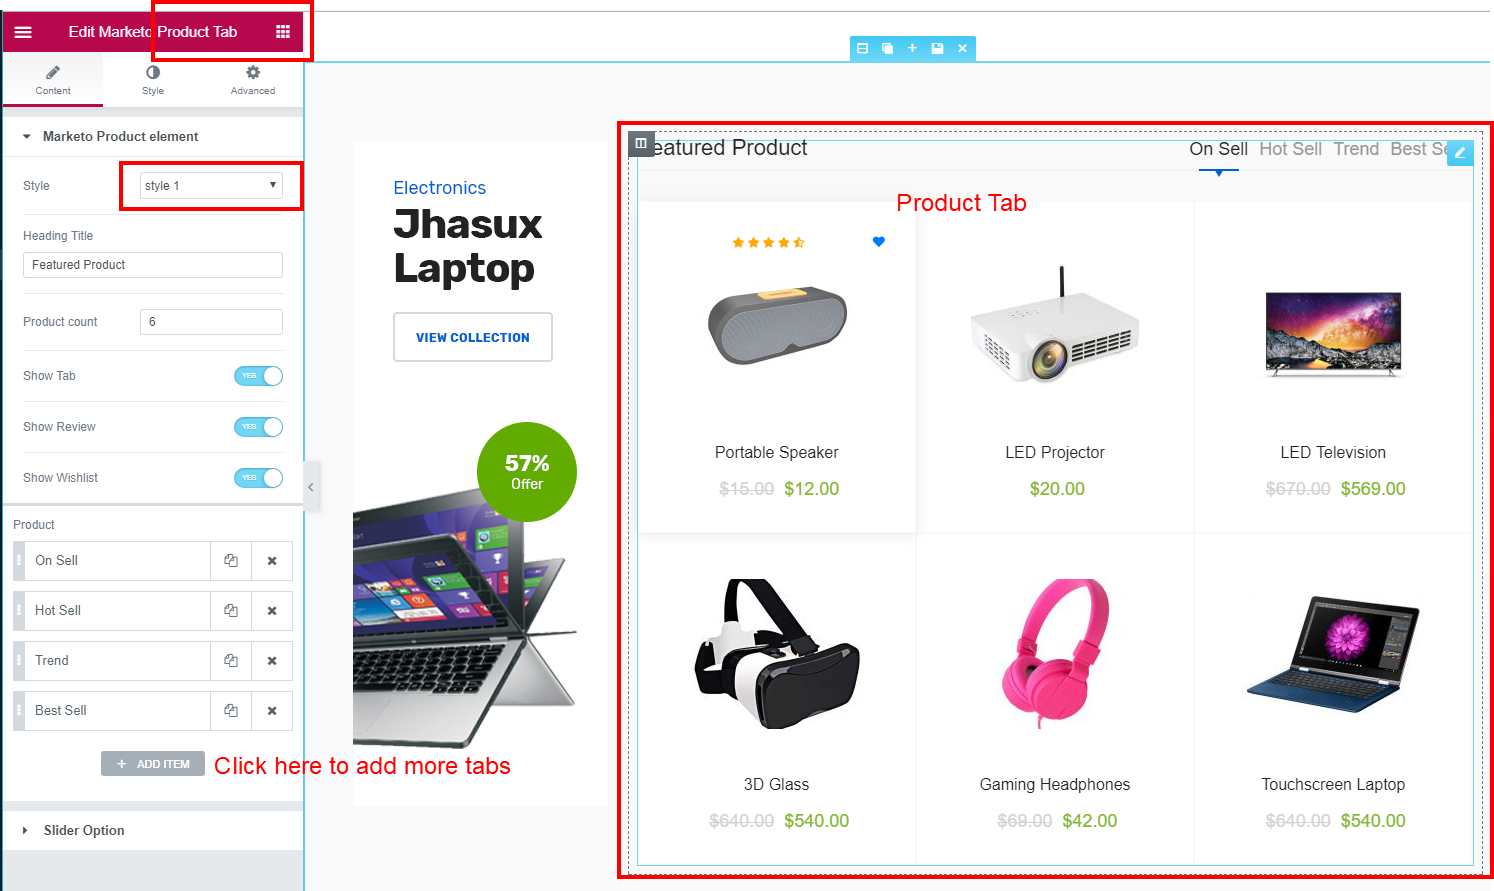 Edit Marketo Product Tab
Content
Style
Advanced
Marketo Product element
Style
style 1
Heading Title
Featured Product
Product count
6
Show Tab
YES
Show Review
YES
Show Wishlist
YES
Product
On Sell
Hot Sell
Trend
Best Sell
+ ADD ITEM
Click here to add more tabs
Slider Option
Electronics
Jhasux
Laptop
VIEW COLLECTION
57%
Offer
eatured Product
On Sell Hot Sell Trend Best Se
Product Tab
Portable Speaker
$15.00 $12.00
LED Projector
$20.00
LED Television
$670.00 $569.00
3D Glass
$640.00 $540.00
Gaming Headphones
$69.00 $42.00
Touchscreen Laptop
$640.00 $540.00